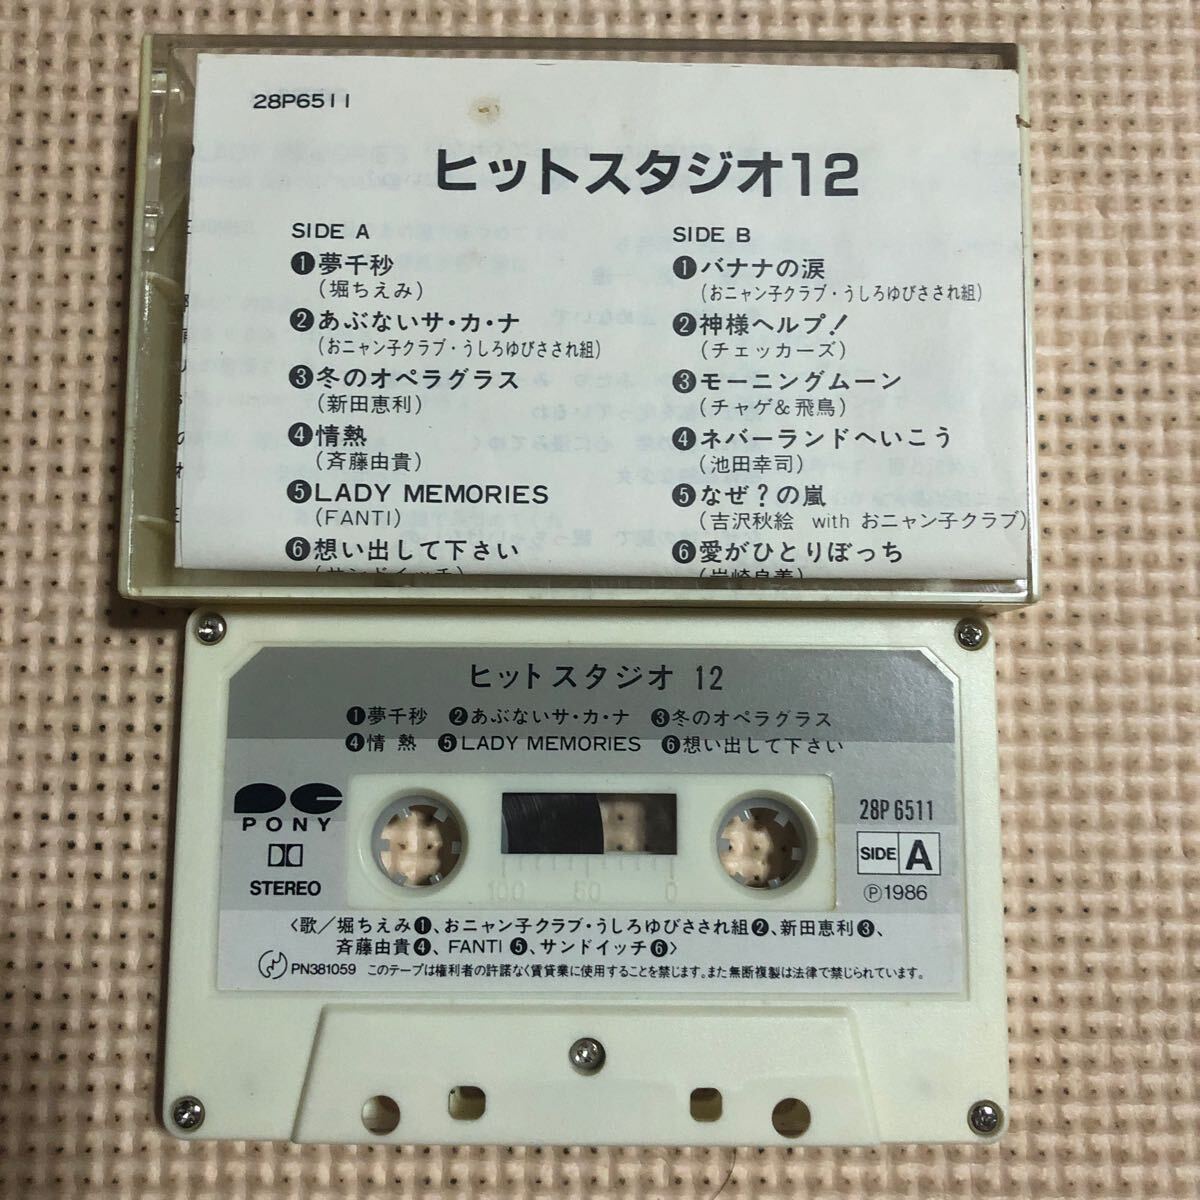 28P6511
ヒットスタジオ12
SIDE A
❶夢千秒
(堀ちえみ)
❷あぶないサ・カ・ナ
(おニャン子クラブ・うしろゆびさされ組)
❸冬のオペラグラス
(新田恵利)
❹情熱
(斉藤由貴)
❺LADY MEMORIES
(FANTI)
❻想い出して下さい
(サンドイッチ)
SIDE B
❶バナナの涙
(おニャン子クラブ・うしろゆびさされ組)
❷神様ヘルプ!
(チェッカーズ)
❸モーニングムーン
(チャゲ&飛鳥)
❹ネバーランドへいこう
(池田幸司)
❺なぜ?の嵐
(吉沢秋絵 with おニャン子クラブ)
❻愛がひとりぼっち
(岩崎良美)
ヒットスタジオ 12
❶夢千秒 ❷あぶないサ・カ・ナ ❸冬のオペラグラス
❹情 熱 ❺LADY MEMORIES ❻想い出して下さい
PONY
STEREO
28P6511
SIDE A
Ⓟ1986
100 50 0
〈歌/堀ちえみ❶、おニャン子クラブ・うしろゆびさされ組❷、新田恵利❸、
斉藤由貴❹、FANTI❺、サンドイッチ❻〉
PN381059 このテープは権利者の許諾なく賃貸業に使用することを禁じます。また無断複製は法律で禁じられています。